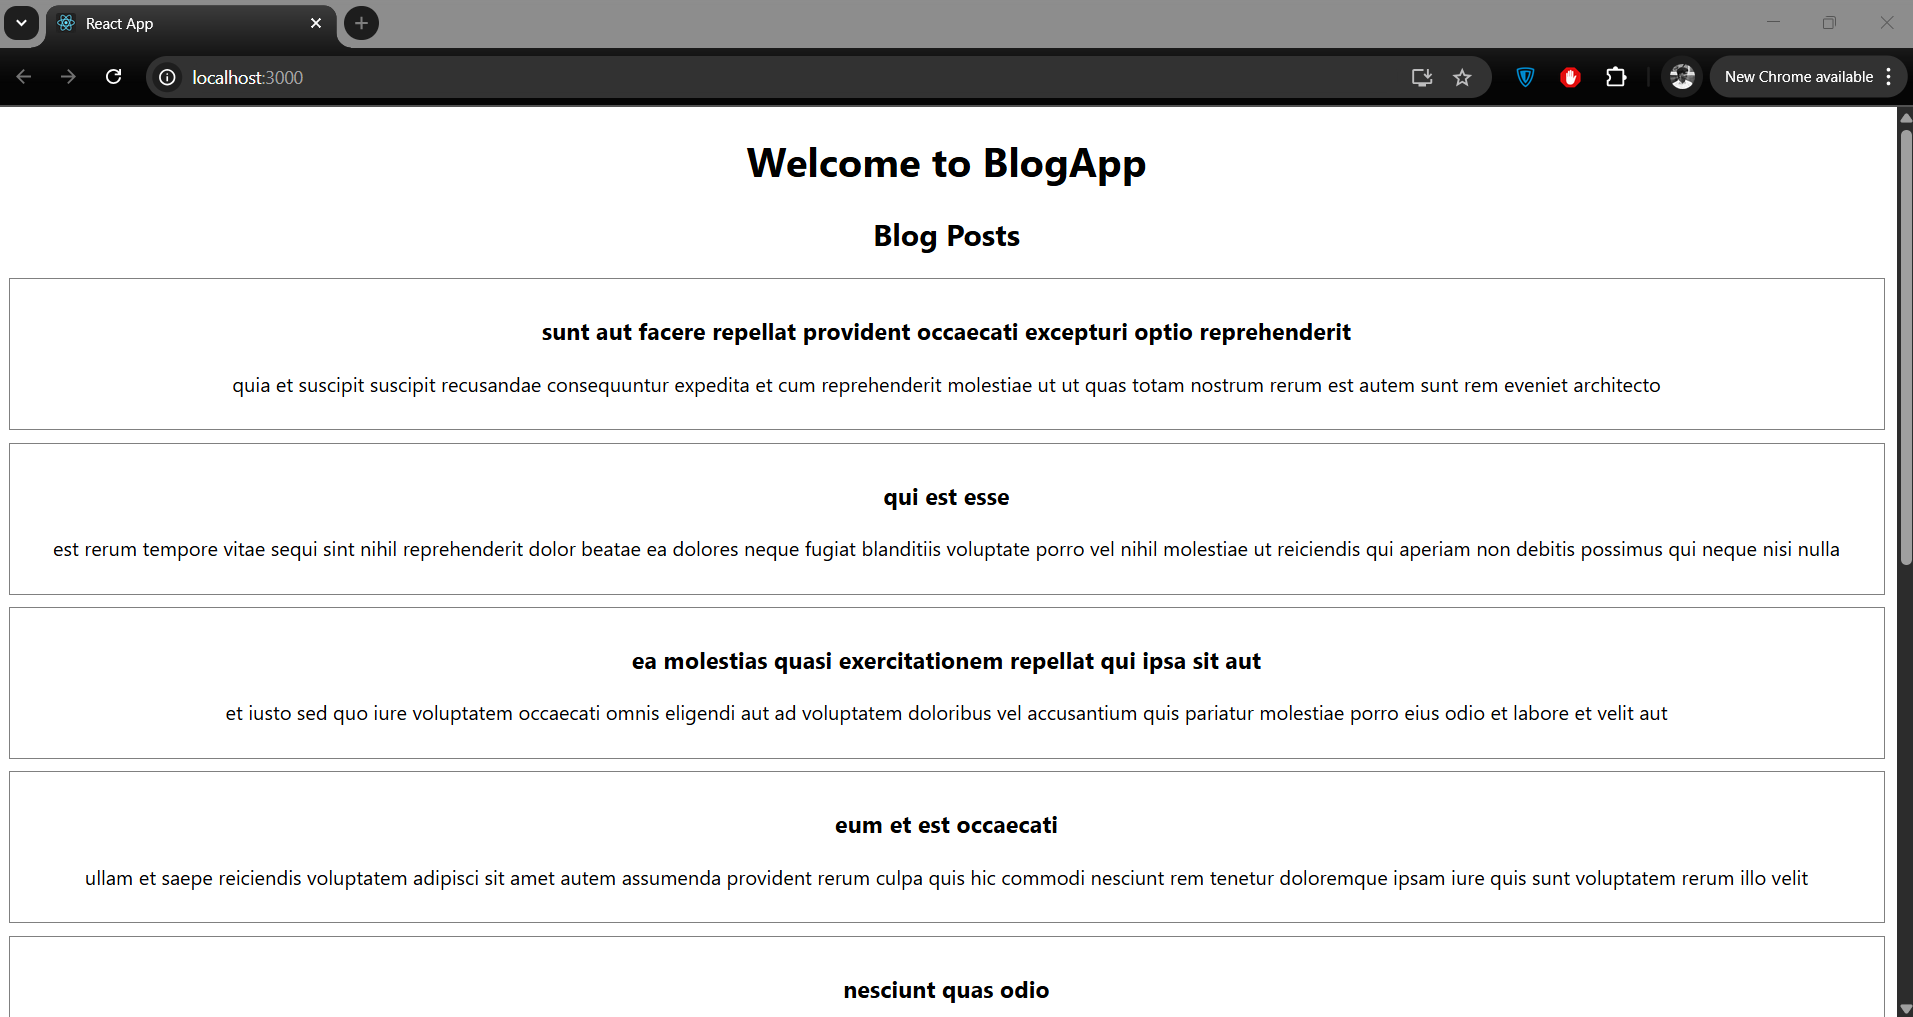 React App
localhost:3000
New Chrome available
Welcome to BlogApp
Blog Posts
sunt aut facere repellat provident occaecati excepturi optio reprehenderit
quia et suscipit suscipit recusandae consequuntur expedita et cum reprehenderit molestiae ut ut quas totam nostrum rerum est autem sunt rem eveniet architecto
qui est esse
est rerum tempore vitae sequi sint nihil reprehenderit dolor beatae ea dolores neque fugiat blanditiis voluptate porro vel nihil molestiae ut reiciendis qui aperiam non debitis possimus qui neque nisi nulla
ea molestias quasi exercitationem repellat qui ipsa sit aut
et iusto sed quo iure voluptatem occaecati omnis eligendi aut ad voluptatem doloribus vel accusantium quis pariatur molestiae porro eius odio et labore et velit aut
eum et est occaecati
ullam et saepe reiciendis voluptatem adipisci sit amet autem assumenda provident rerum culpa quis hic commodi nesciunt rem tenetur doloremque ipsam iure quis sunt voluptatem rerum illo velit
nesciunt quas odio